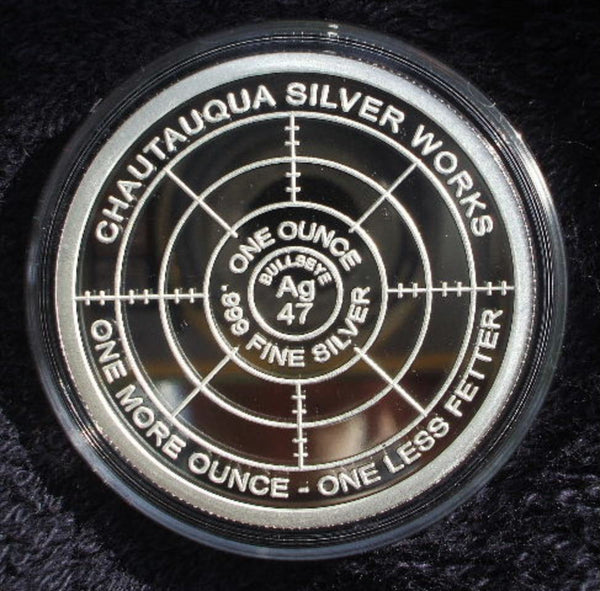 CHAUTAUQUA SILVER WORKS
ONE OUNCE
BULLSEYE
Ag
47
.999 FINE SILVER
ONE MORE OUNCE - ONE LESS FETTER